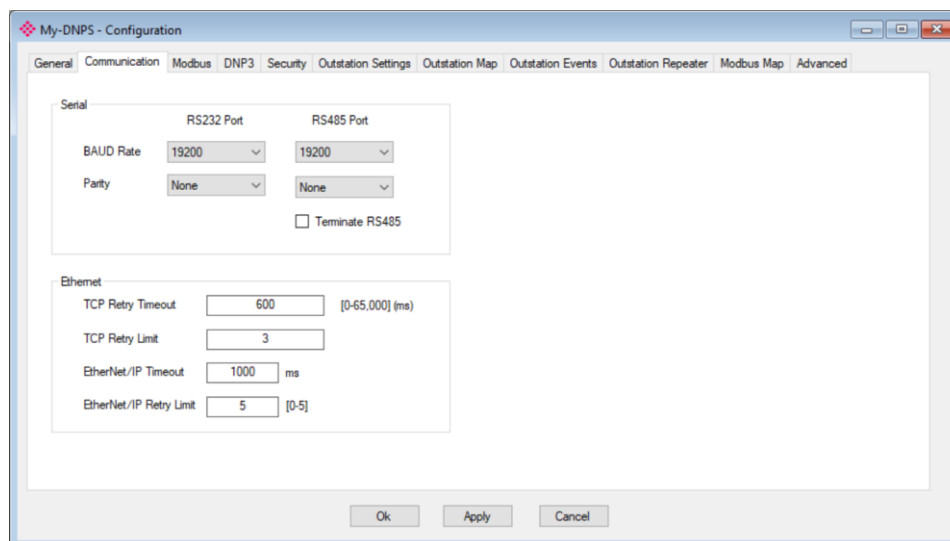 My-DNPS - Configuration
General Communication Modbus DNP3 Security Outstation Settings Outstation Map Outstation Events Outstation Repeater Modbus Map Advanced
Serial
RS232 Port RS485 Port
BAUD Rate 19200 19200
Parity None None
Terminate RS485
Ethernet
TCP Retry Timeout 600 [0-65,000] (ms)
TCP Retry Limit 3
EtherNet/IP Timeout 1000 ms
EtherNet/IP Retry Limit 5 [0-5]
Ok Apply Cancel